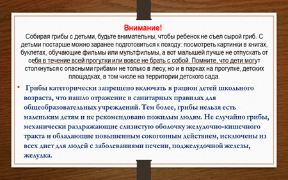 Внимание!
Собирая грибы с детьми, будьте внимательны, чтобы ребенок не съел сырой гриб. С
детьми постарше можно заранее подготовиться к походу: посмотреть картинки в книгах,
буклетах, обучающие фильмы или мультфильмы, а вот малышей лучше не отпускать от
себя в течение всей прогулки или вовсе не брать с собой. Помните, что дети могут
столкнуться с опасными грибами не только в лесу, но и в парках на прогулке, детских
площадках, в том числе на территории детского сада.
• Грибы категорически запрещено включать в рацион детей школьного
возраста, что нашло отражение в санитарных правилах для
общеобразовательных учреждений. Тем более, грибы нельзя есть
маленьким детям и не рекомендовано пожилым людям. Не случайно грибы,
механически раздражающие слизистую оболочку желудочно-кишечного
тракта и обладающие повышенным сокогонным действием, исключены из
всех диет для людей с заболеваниями печени, поджелудочной железы,
желудка.